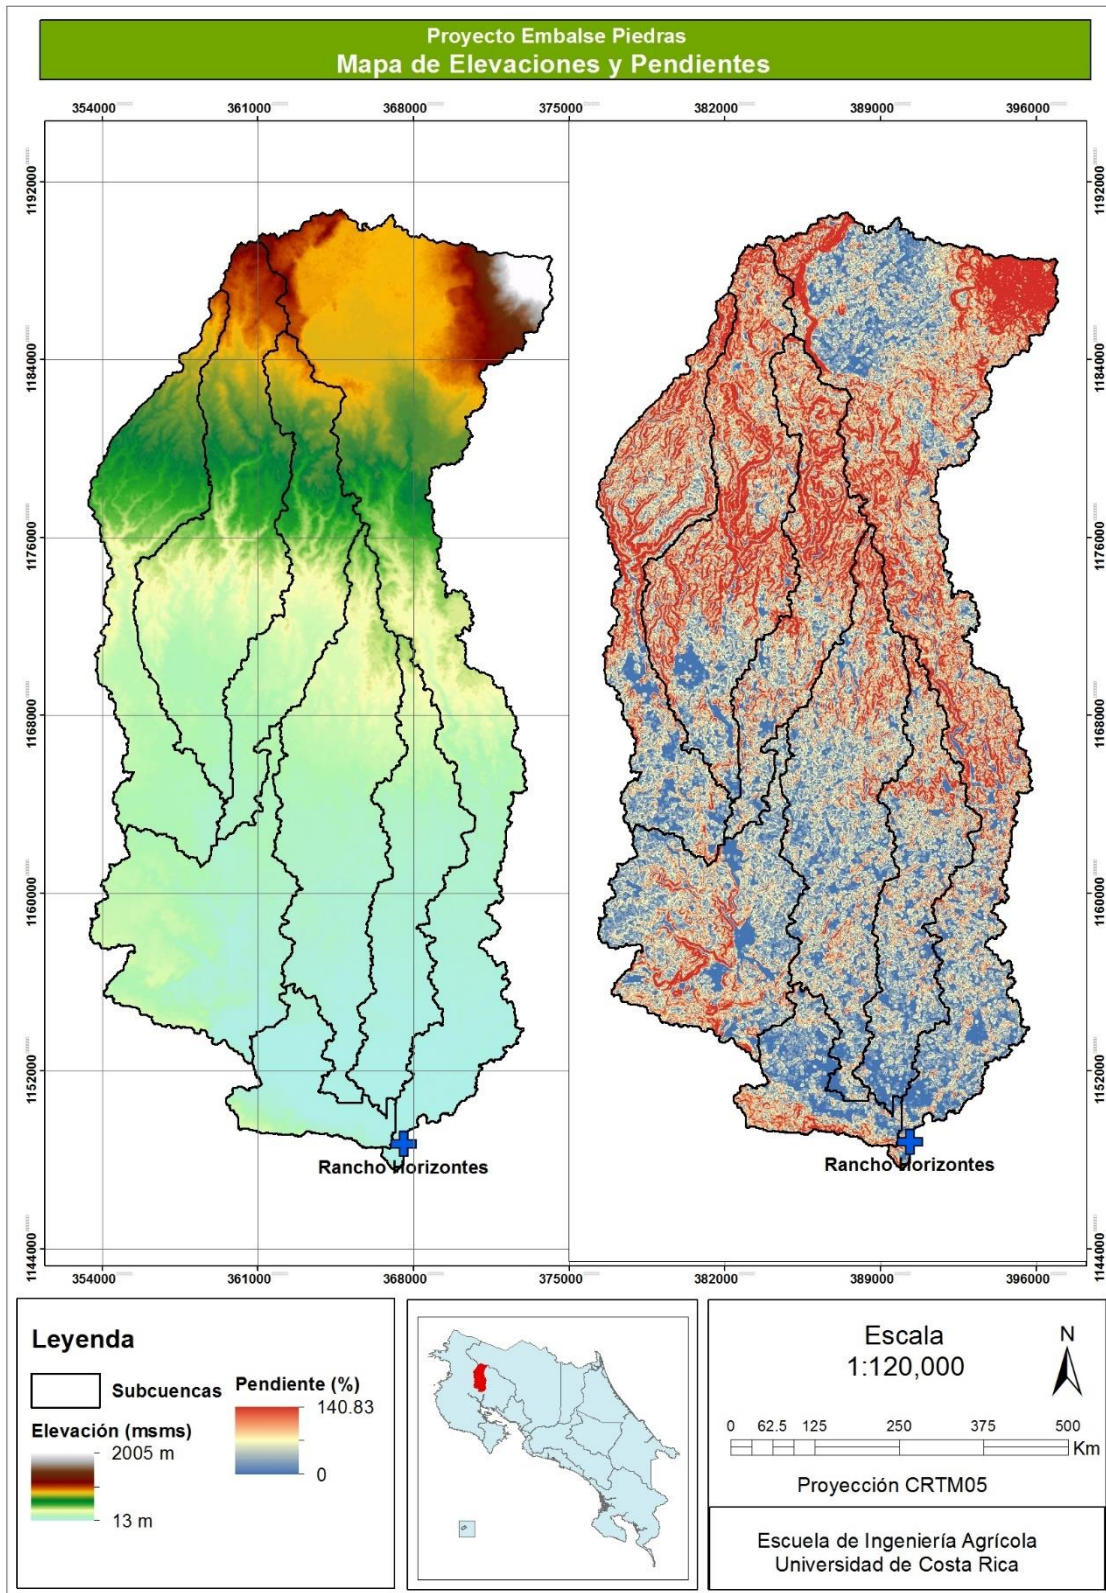 Proyecto Embalse Piedras
Mapa de Elevaciones y Pendientes
354000 361000 368000 375000 382000 389000 396000
1192000 1192000
1184000 1184000
1176000 1176000
1168000 1168000
1160000 1160000
1152000 1152000
Rancho Horizontes Rancho Horizontes
1144000 1144000
354000 361000 368000 375000 382000 389000 396000
Leyenda
Subcuencas
Elevación (msms)
2005 m
13 m
Pendiente (%)
140.83
0
Escala
1:120,000
N
0 62.5 125 250 375 500
Km
Proyección CRTM05
Escuela de Ingeniería Agrícola
Universidad de Costa Rica